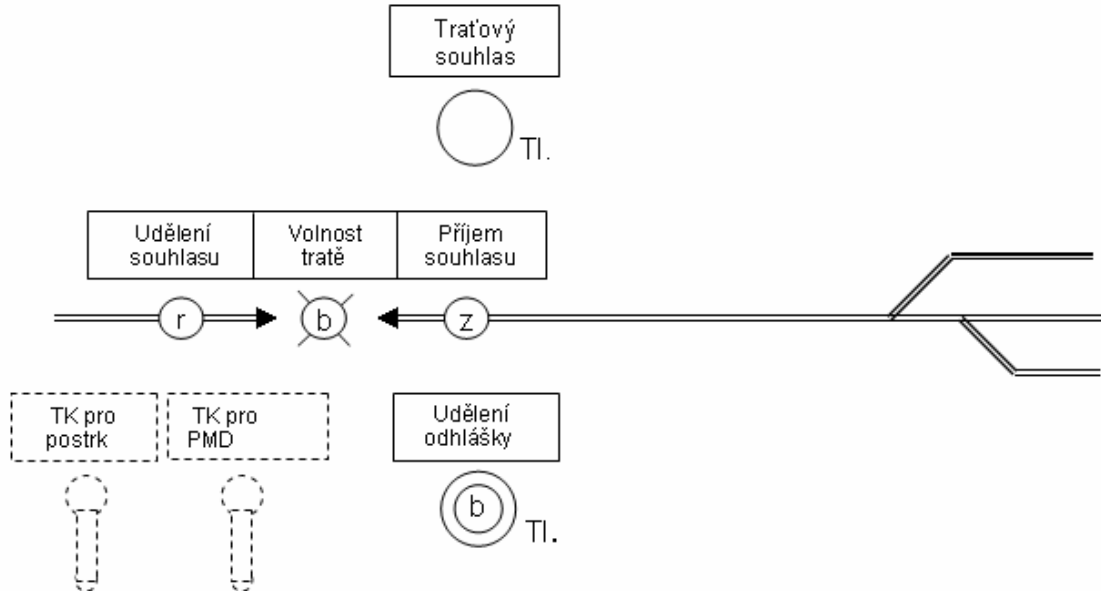 Traťový
souhlas
Tl.
Udělení
souhlasu
Volnost
tratě
Příjem
souhlasu
r
b
z
TK pro
postrk
TK pro
PMD
Udělení
odhlášky
b
Tl.